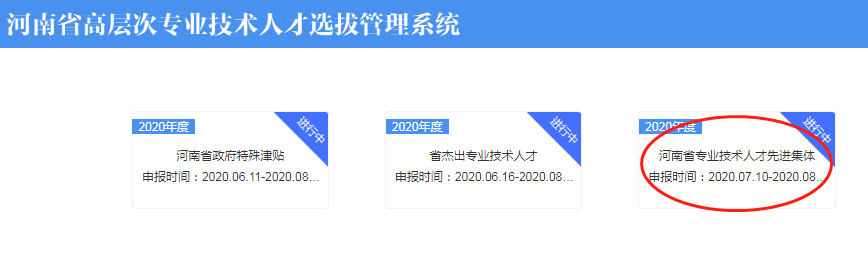 河南省高层次专业技术人才选拔管理系统
2020年度
进行中
河南省政府特殊津贴
申报时间：2020.06.11-2020.08...
2020年度
进行中
省杰出专业技术人才
申报时间：2020.06.16-2020.08...
2020年度
进行中
河南省专业技术人才先进集体
申报时间：2020.07.10-2020.08...